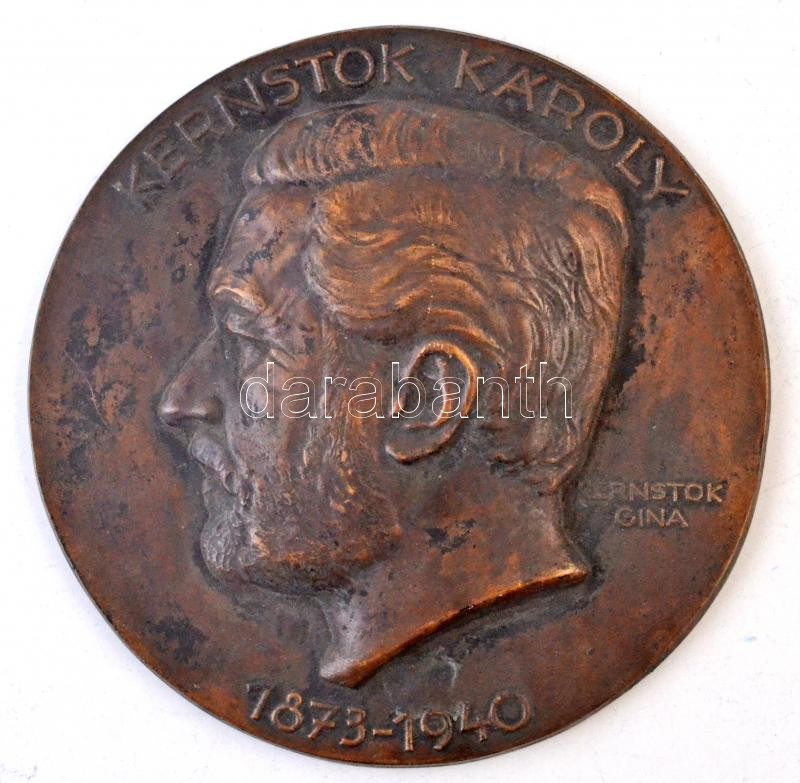 KERNSTOK KÁROLY
darabanth
KERNSTOK
GINA
1873-1940